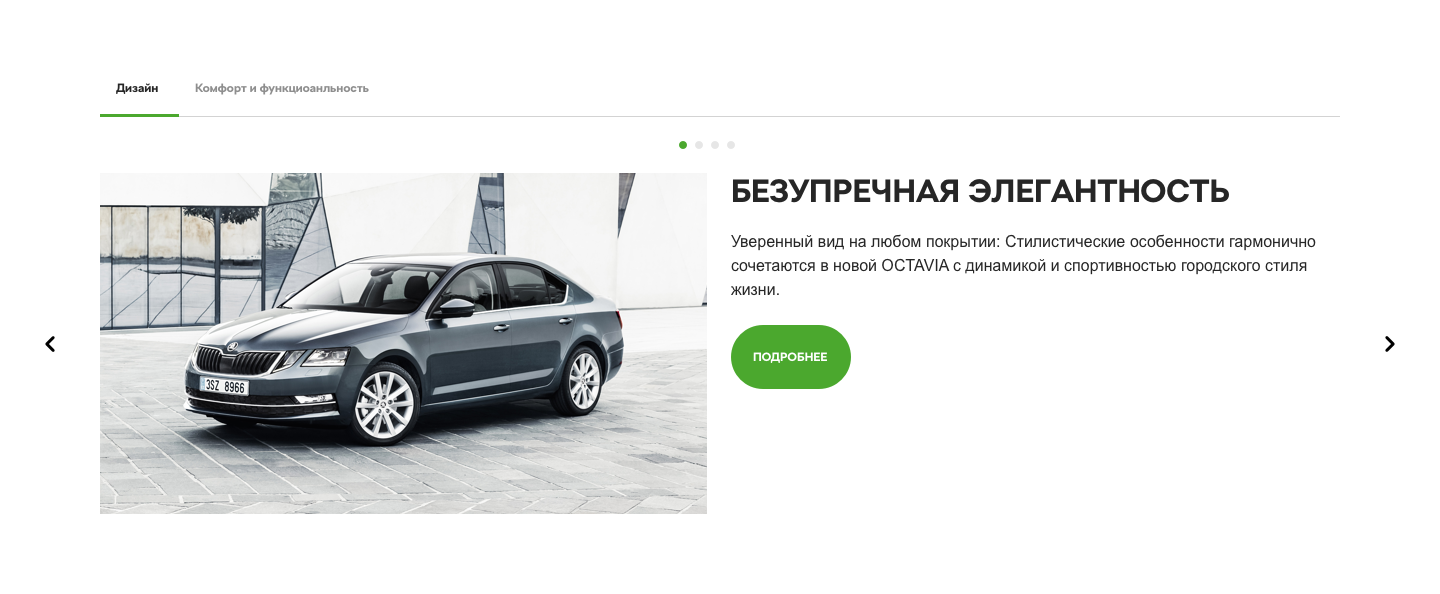 Дизайн
Комфорт и функциоанльность
БЕЗУПРЕЧНАЯ ЭЛЕГАНТНОСТЬ
Уверенный вид на любом покрытии: Стилистические особенности гармонично
сочетаются в новой OCTAVIA с динамикой и спортивностью городского стиля
жизни.
3SZ 8966
ПОДРОБНЕЕ